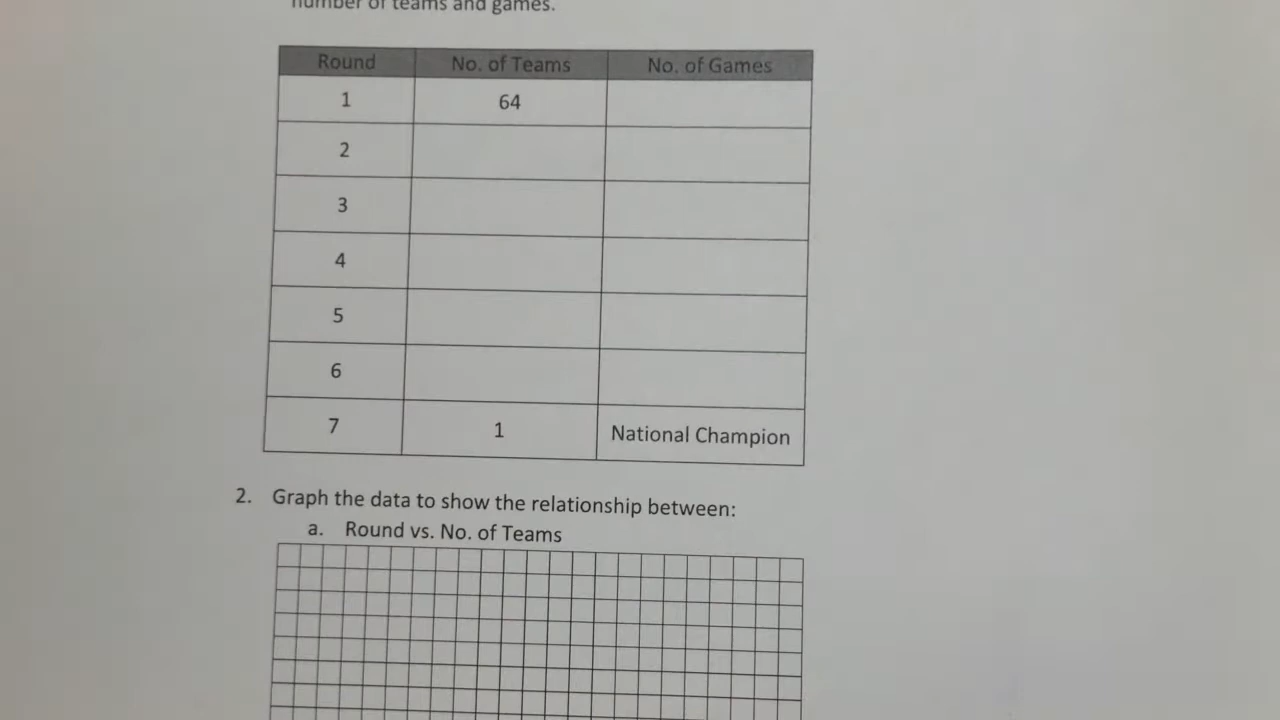 number of teams and games.
Round No. of Teams No. of Games
1 64
2
3
4
5
6
7 1 National Champion
2. Graph the data to show the relationship between:
a. Round vs. No. of Teams